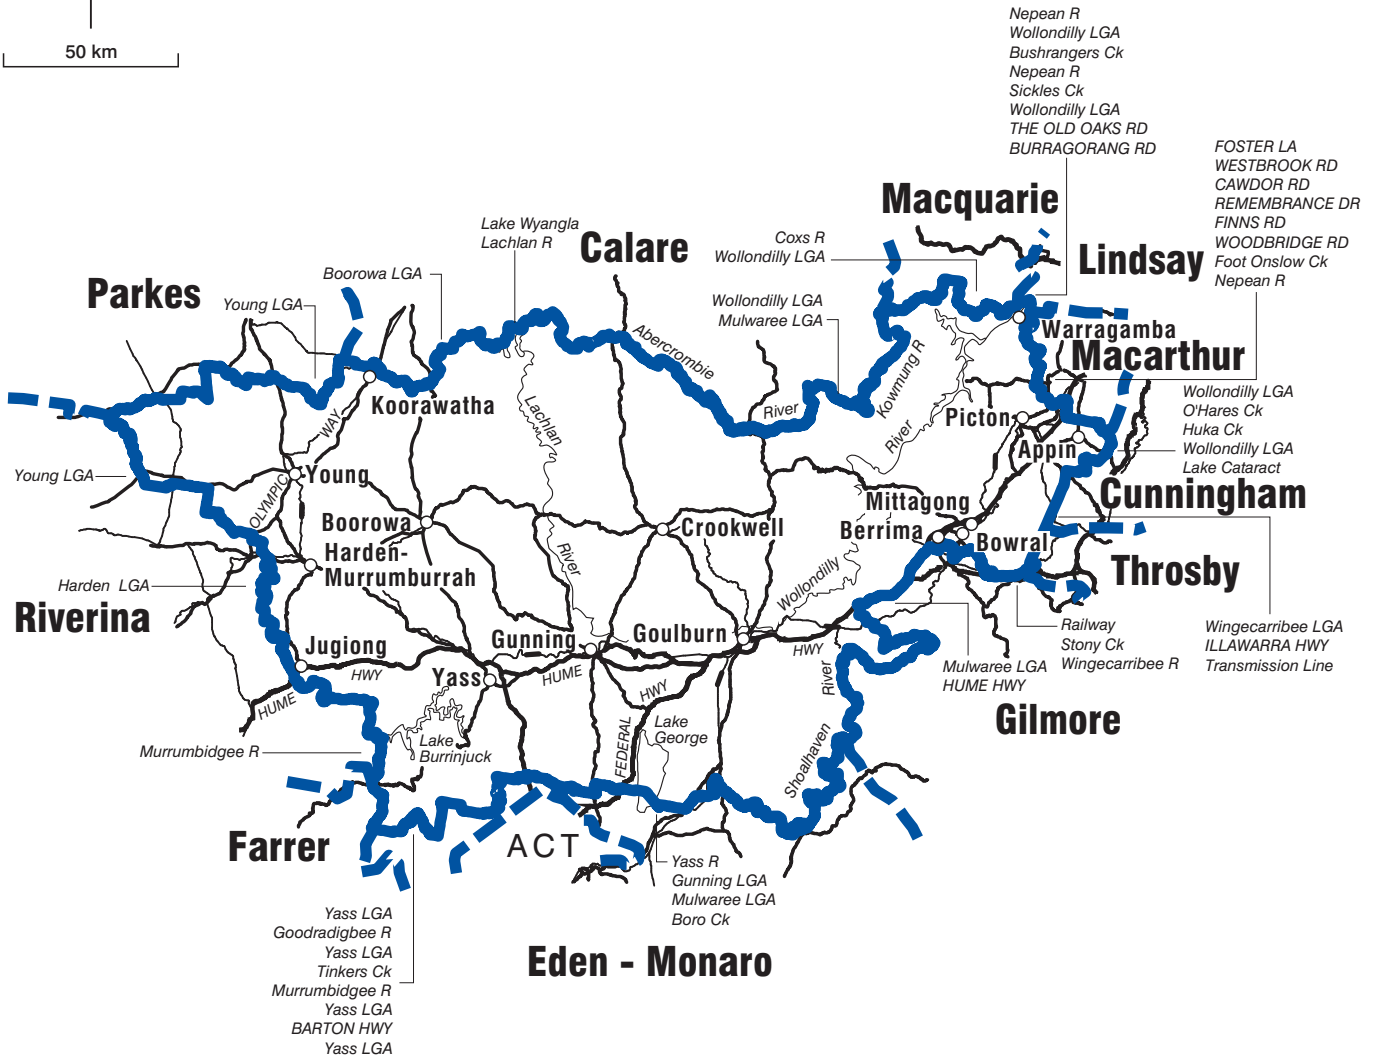 50 km
Nepean R
Wollondilly LGA
Bushrangers Ck
Nepean R
Sickles Ck
Wollondilly LGA
THE OLD OAKS RD
BURRAGORANG RD
FOSTER LA
WESTBROOK RD
CAWDOR RD
REMEMBRANCE DR
FINNS RD
WOODBRIDGE RD
Foot Onslow Ck
Nepean R
Macquarie
Lindsay
Lake Wyangla
Lachlan R
Calare
Coxs R
Wollondilly LGA
Boorowa LGA
Parkes
Young LGA
Wollondilly LGA
Mulwaree LGA
Warragamba
Macarthur
Abercrombie
River
Kowmung R
River
Koorawatha
WAY
Lachlan
Picton
Appin
Wollondilly LGA
O'Hares Ck
Huka Ck
Wollondilly LGA
Lake Cataract
Cunningham
Young LGA
Young
OLYMPIC
Mittagong
Berrima
Bowral
Boorowa
Crookwell
Harden-
Murrumburrah
River
Wollondilly
Throsby
Harden LGA
Riverina
Jugiong
HWY
HUME
Gunning
Goulburn
HWY
Yass
HUME
HWY
River
Railway
Stony Ck
Wingecarribee R
Wingecarribee LGA
ILLAWARRA HWY
Transmission Line
Mulwaree LGA
HUME HWY
Gilmore
Murrumbidgee R
Lake
Burrinjuck
FEDERAL
Lake
George
Shoalhaven
Farrer
ACT
Yass R
Gunning LGA
Mulwaree LGA
Boro Ck
Yass LGA
Goodradigbee R
Yass LGA
Tinkers Ck
Murrumbidgee R
Yass LGA
BARTON HWY
Yass LGA
Eden - Monaro